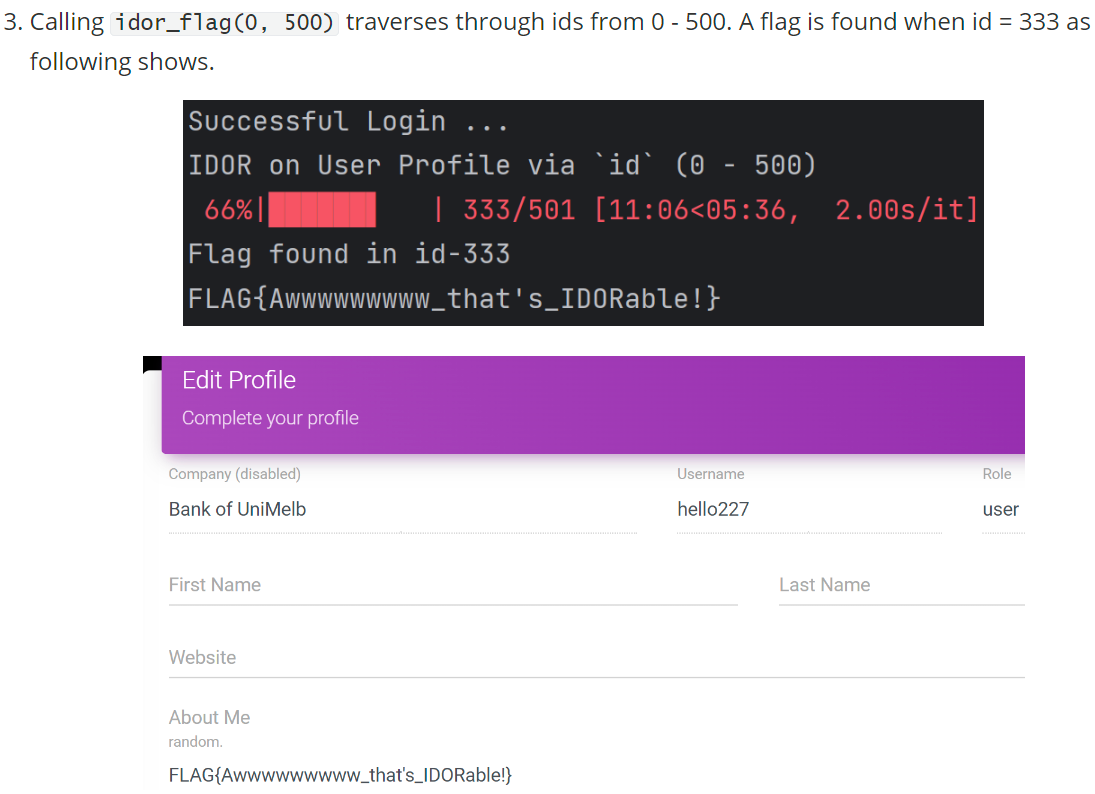 3. Calling idor_flag(0, 500) traverses through ids from 0 - 500. A flag is found when id = 333 as
following shows.
Successful Login ...
IDOR on User Profile via `id` (0 - 500)
66%|███████   | 333/501 [11:06<05:36, 2.00s/it]
Flag found in id-333
FLAG{Awwwwwwwww_that's_IDORable!}
Edit Profile
Complete your profile
Company (disabled) Username Role
Bank of UniMelb hello227 user
First Name Last Name
Website
About Me
random.
FLAG{Awwwwwwwww_that's_IDORable!}